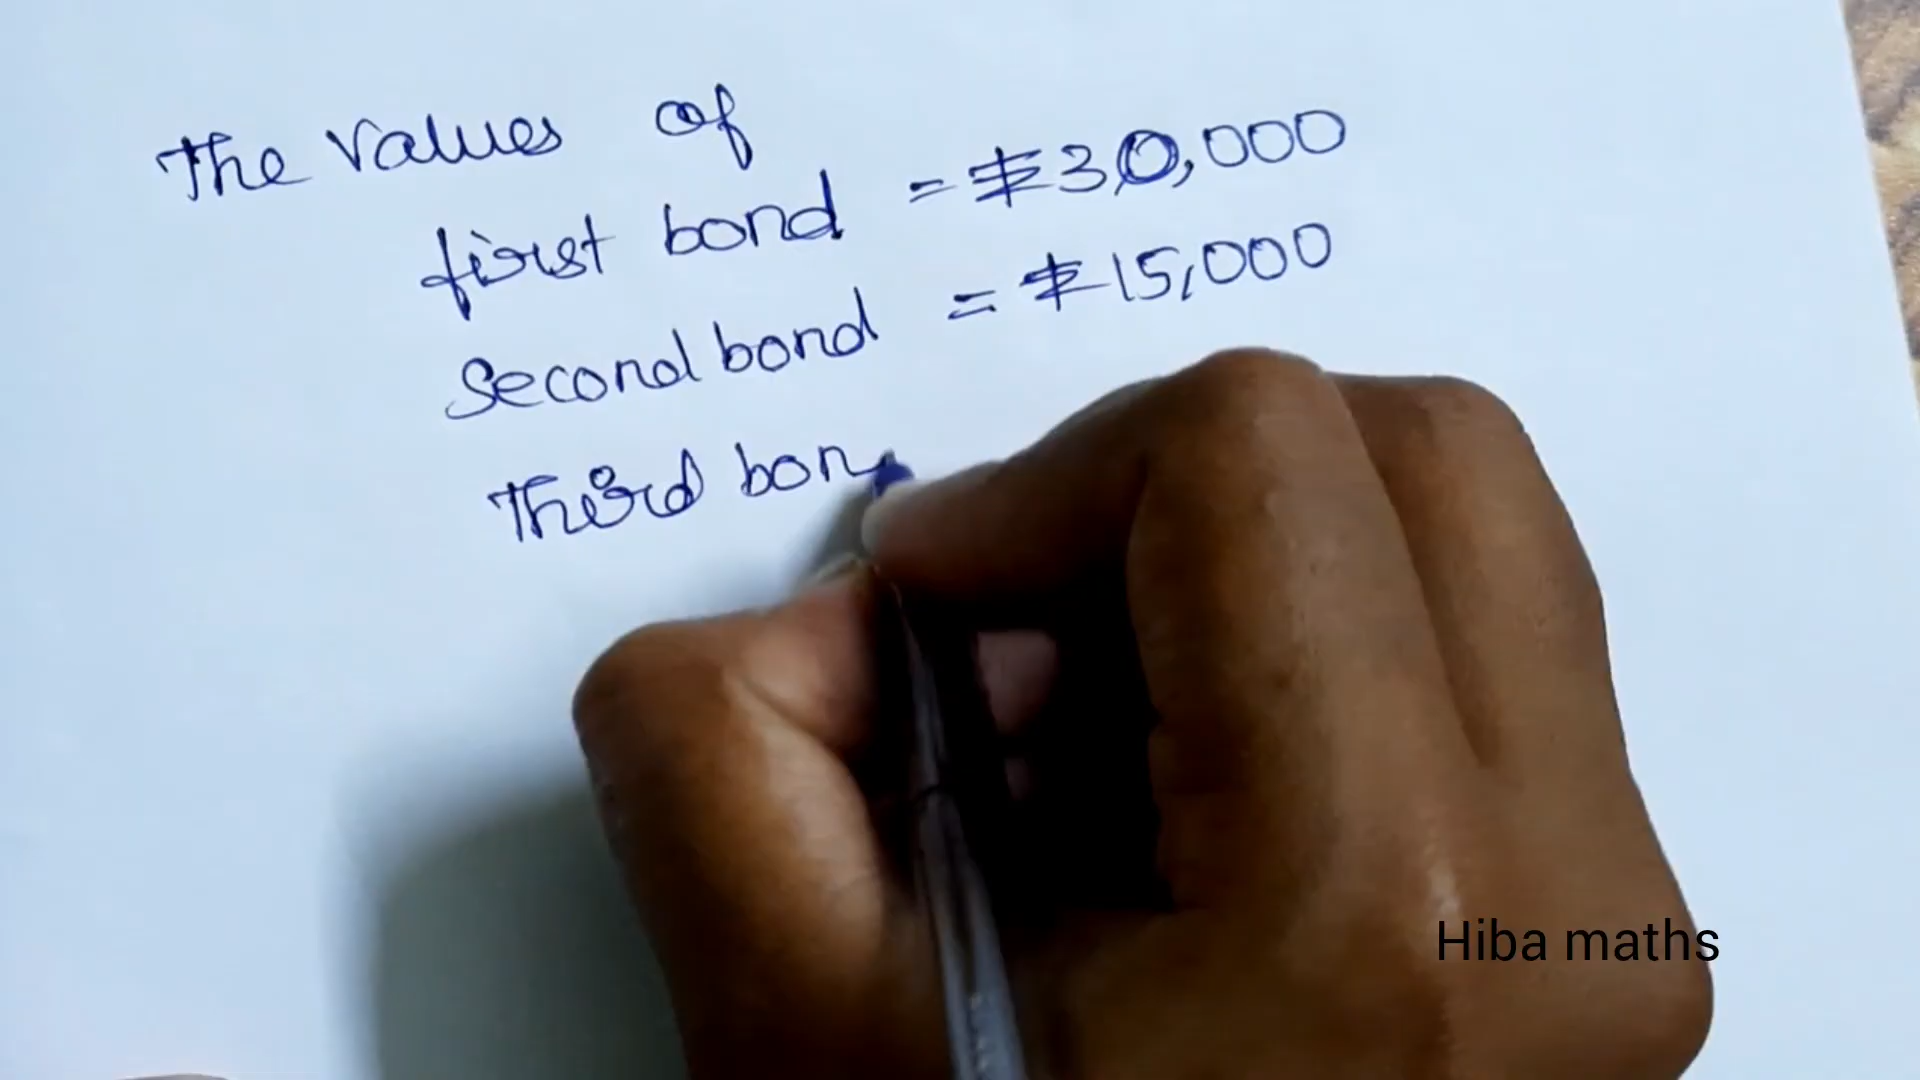 The values of
first bond = ₹30,000
Second bond = ₹15,000
Third bon
Hiba maths